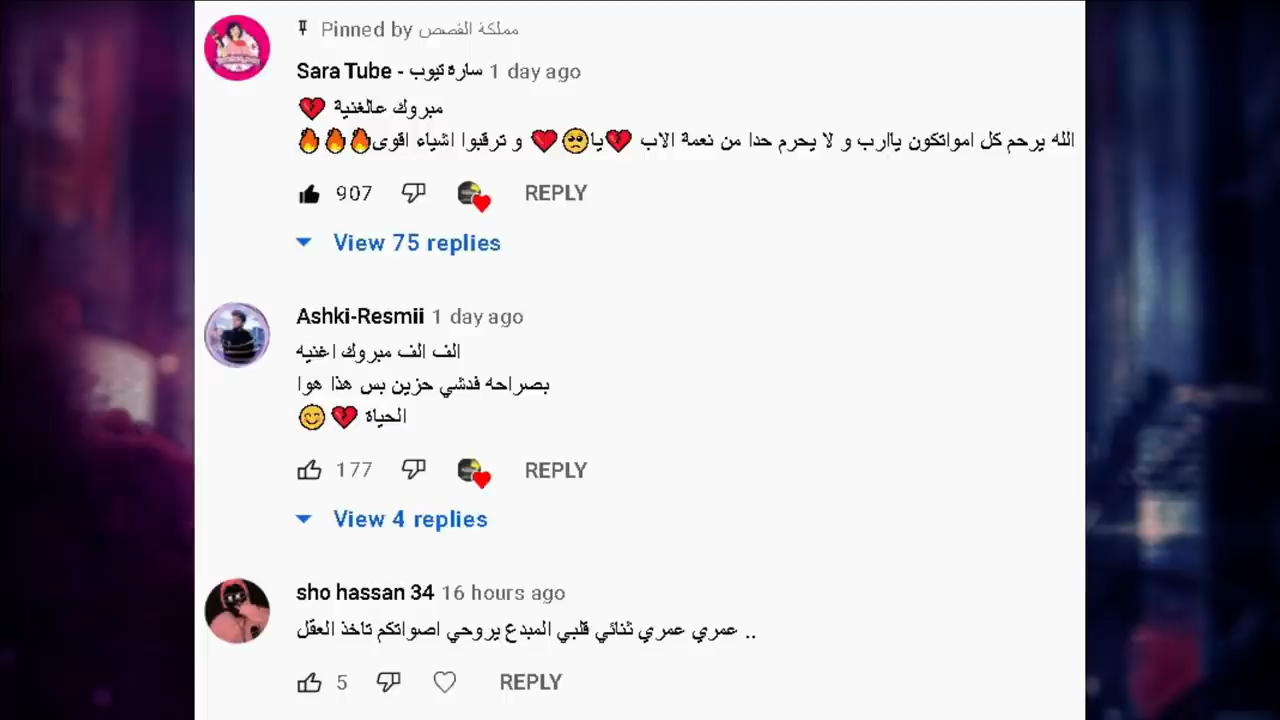 Pinned by مملكة القصص
Sara Tube - سارة تيوب 1 day ago
مبروك عالغنية 💔
الله يرحم كل امواتكون ياارب و لا يحرم حدا من نعمة الاب 💔يا🥺❤️ و ترقبوا اشياء اقوى🔥🔥🔥
907 REPLY
View 75 replies
Ashki-Resmii 1 day ago
الف الف مبروك اغنيه
بصراحه فدشي حزين بس هذا هوا
الحياة 💔😊
177 REPLY
View 4 replies
sho hassan 34 16 hours ago
عمري عمري ثنائي قلبي المبدع يروحي اصواتكم تاخذ العقل ..
5 REPLY